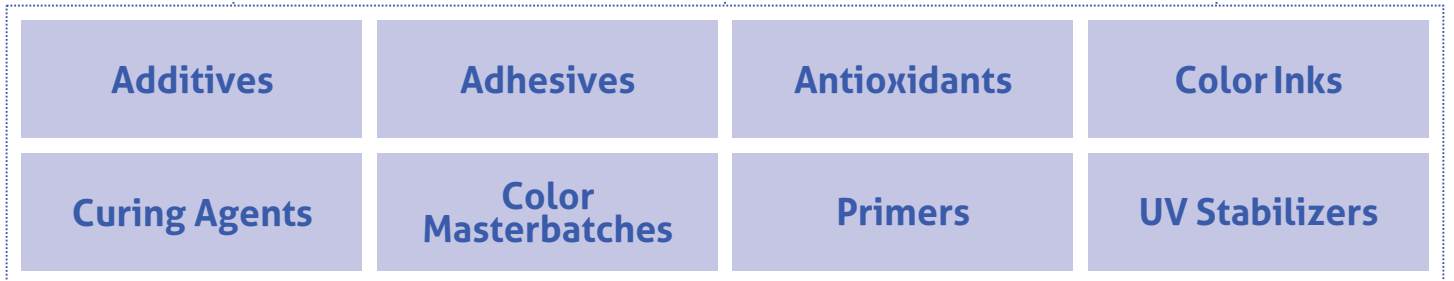 Additives
Adhesives
Antioxidants
Color Inks
Curing Agents
Color
Masterbatches
Primers
UV Stabilizers